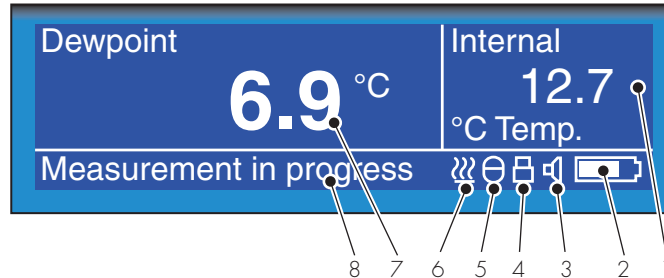 Dewpoint
6.9 °C
Internal
12.7
°C Temp.
Measurement in progress
8 7 6 5 4 3 2